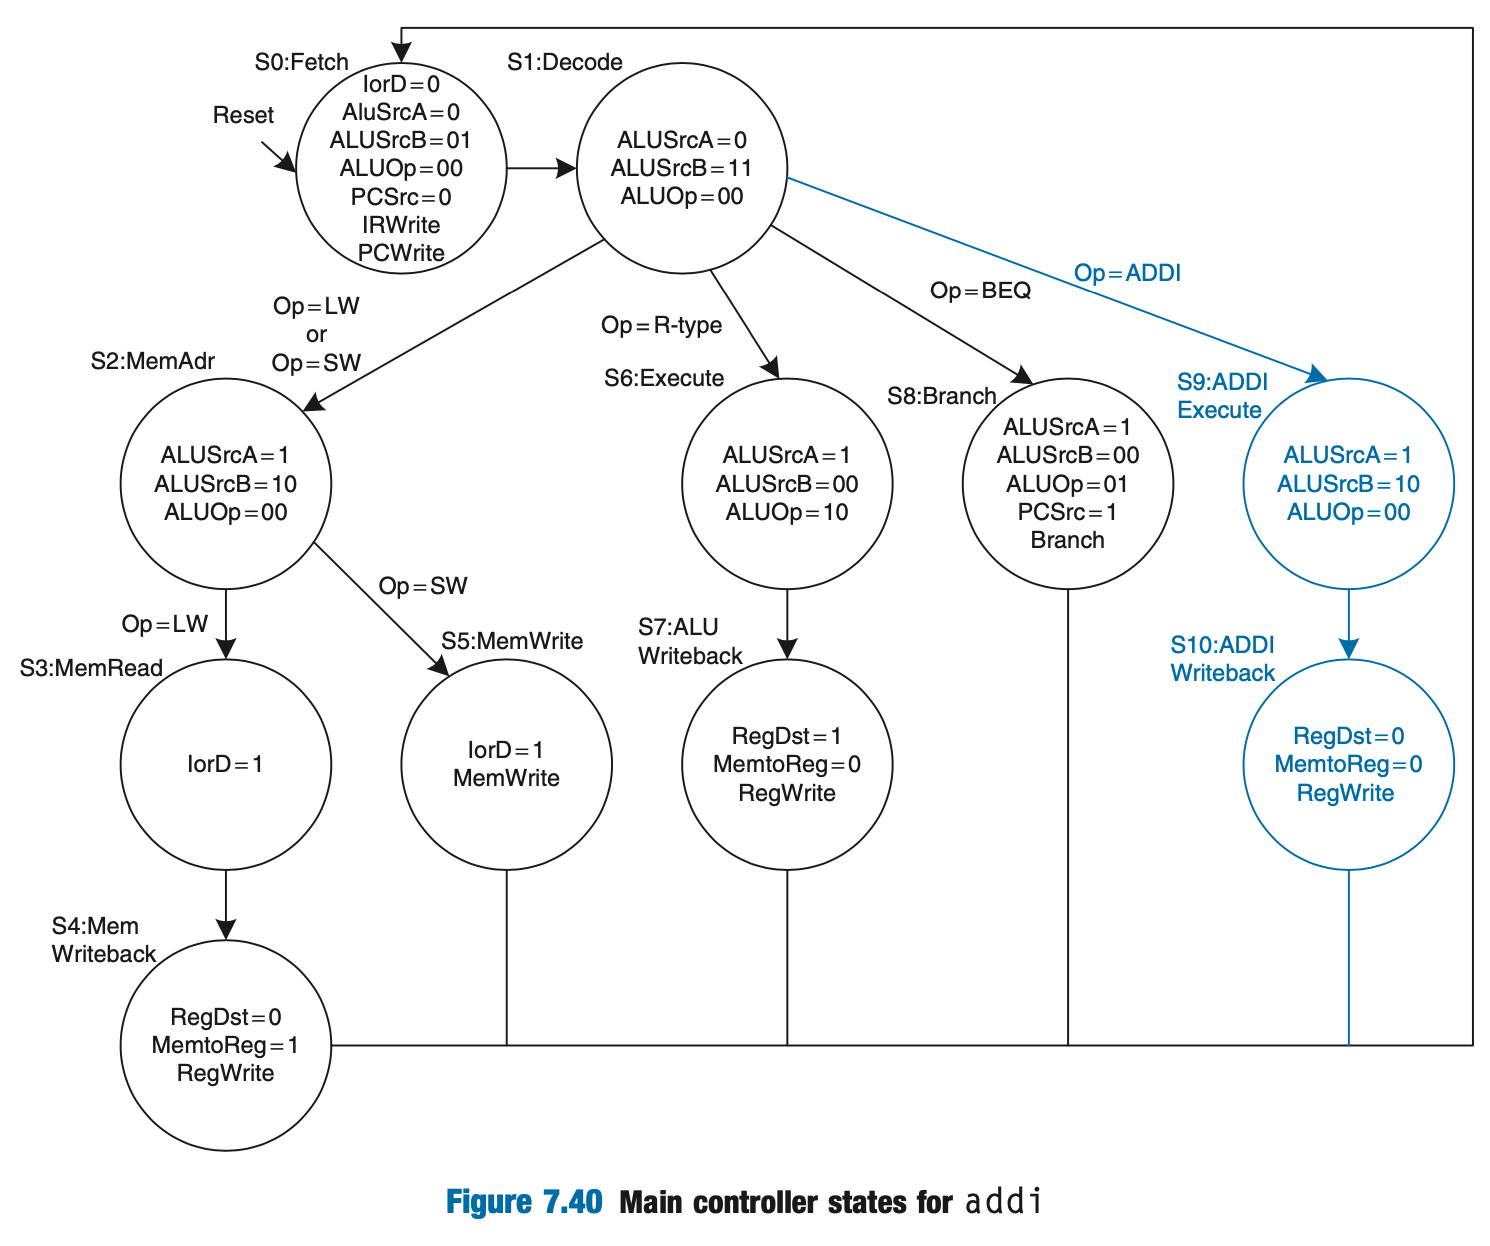 S0:Fetch
Reset
IorD=0
AluSrcA=0
ALUSrcB=01
ALUOp=00
PCSrc=0
IRWrite
PCWrite
S1:Decode
ALUSrcA=0
ALUSrcB=11
ALUOp=00
Op=LW
or
Op=SW
Op=R-type
Op=BEQ
Op=ADDI
S2:MemAdr
ALUSrcA=1
ALUSrcB=10
ALUOp=00
S6:Execute
ALUSrcA=1
ALUSrcB=00
ALUOp=10
S8:Branch
ALUSrcA=1
ALUSrcB=00
ALUOp=01
PCSrc=1
Branch
S9:ADDI
Execute
ALUSrcA=1
ALUSrcB=10
ALUOp=00
Op=LW
Op=SW
S3:MemRead
IorD=1
S5:MemWrite
IorD=1
MemWrite
S7:ALU
Writeback
RegDst=1
MemtoReg=0
RegWrite
S10:ADDI
Writeback
RegDst=0
MemtoReg=0
RegWrite
S4:Mem
Writeback
RegDst=0
MemtoReg=1
RegWrite
Figure 7.40 Main controller states for addi